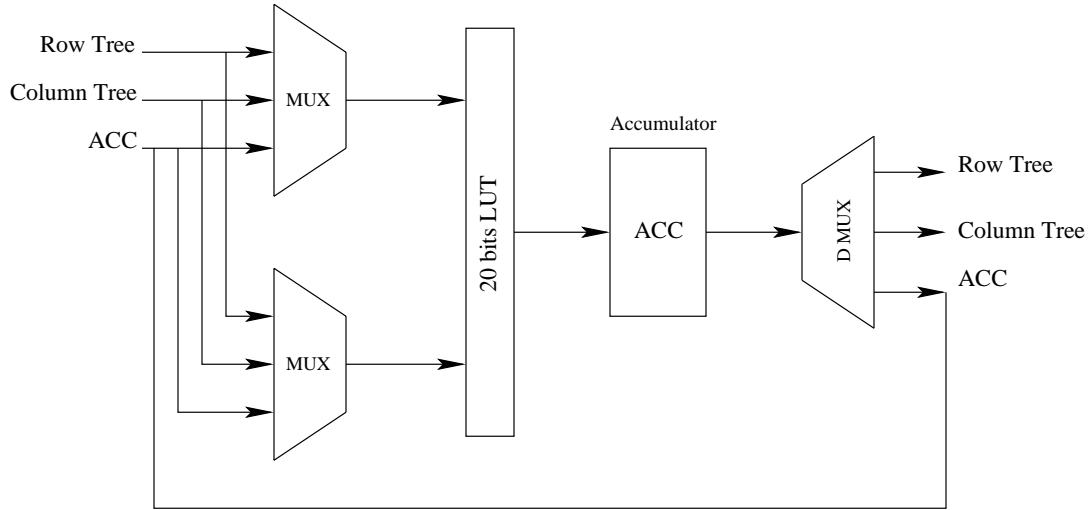 Row Tree
Column Tree
ACC
MUX
MUX
20 bits LUT
Accumulator
ACC
D MUX
Row Tree
Column Tree
ACC